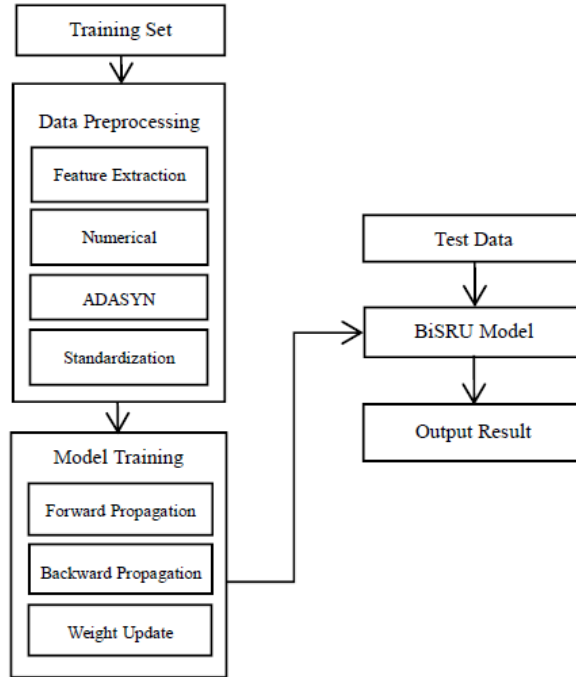 Training Set
Data Preprocessing
Feature Extraction
Numerical
ADASYN
Standardization
Model Training
Forward Propagation
Backward Propagation
Weight Update
Test Data
BiSRU Model
Output Result